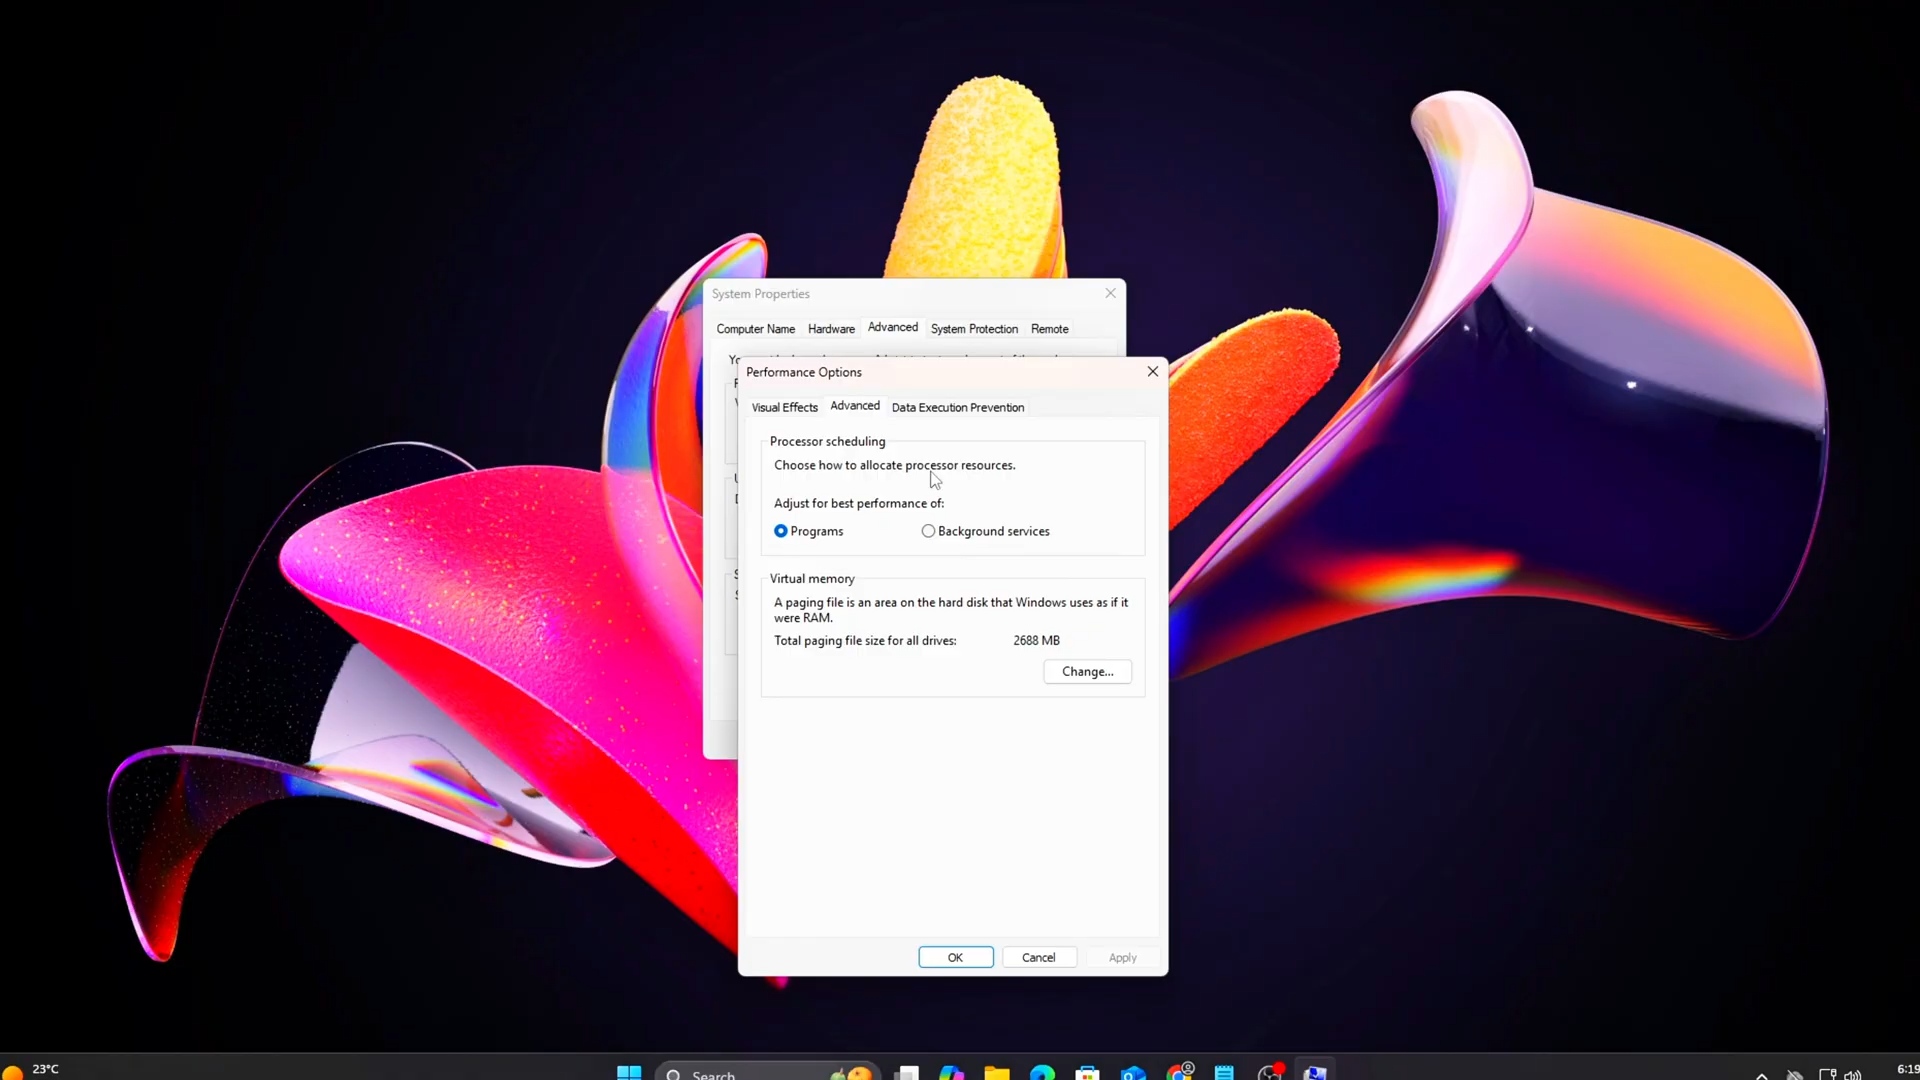 System Properties
Computer Name Hardware Advanced System Protection Remote
Performance Options
Visual Effects Advanced Data Execution Prevention
Processor scheduling
Choose how to allocate processor resources.
Adjust for best performance of:
Programs Background services
Virtual memory
A paging file is an area on the hard disk that Windows uses as if it
were RAM.
Total paging file size for all drives: 2688 MB
Change...
OK Cancel Apply
23°C
Search
6:19